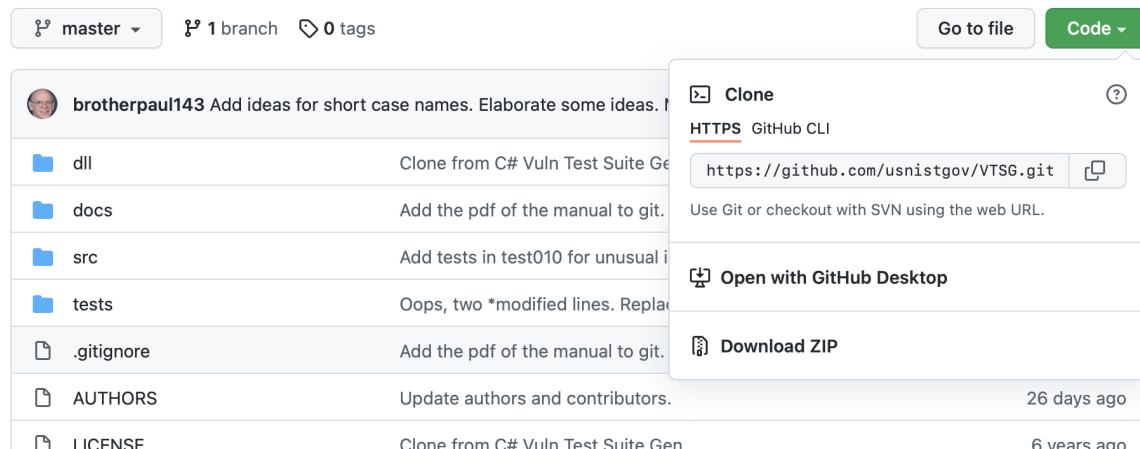 master 1 branch 0 tags Go to file Code
brotherpaul143 Add ideas for short case names. Elaborate some ideas.
Clone
HTTPS GitHub CLI
https://github.com/usnistgov/VTSG.git
Use Git or checkout with SVN using the web URL.
Open with GitHub Desktop
Download ZIP
dll Clone from C# Vuln Test Suite
docs Add the pdf of the manual to git.
src Add tests in test010 for unusual
tests Oops, two *modified lines.
.gitignore Add the pdf of the manual to git.
AUTHORS Update authors and contributors. 26 days ago
LICENSE Clone from C# Vuln Test Suite Gen 6 years ago